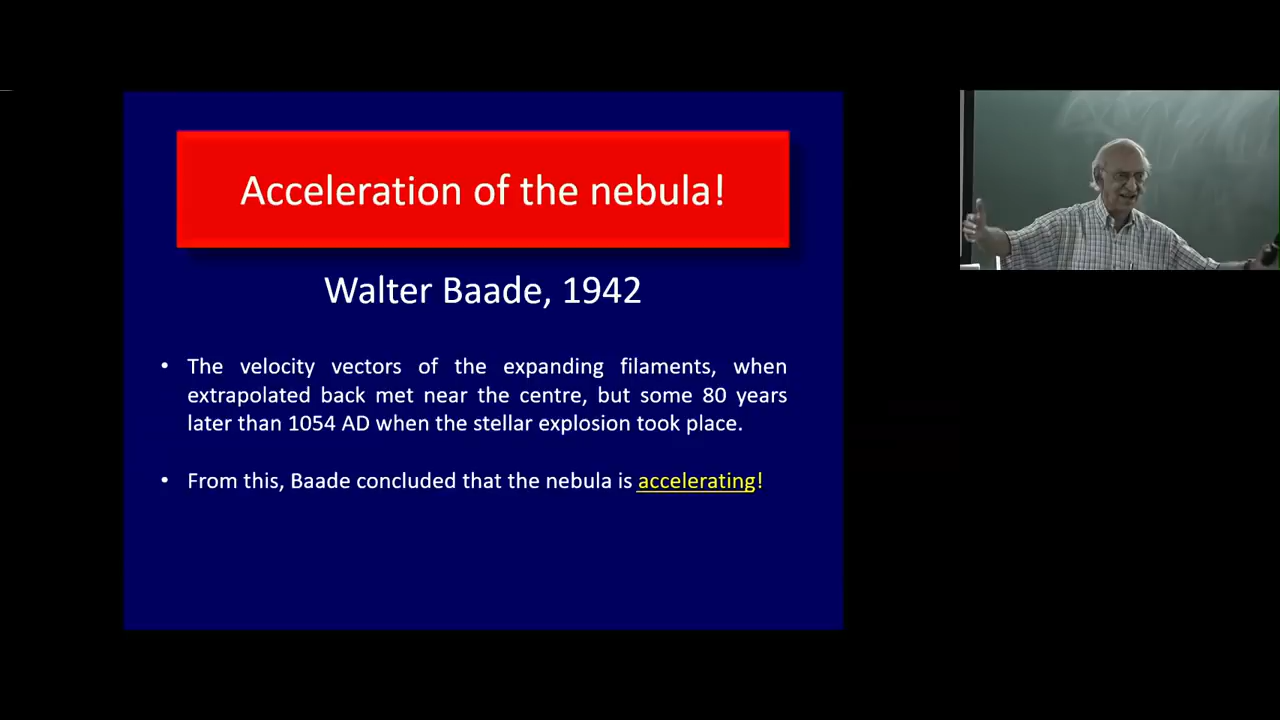 Acceleration of the nebula!
Walter Baade, 1942
• The velocity vectors of the expanding filaments, when
extrapolated back met near the centre, but some 80 years
later than 1054 AD when the stellar explosion took place.
• From this, Baade concluded that the nebula is accelerating!